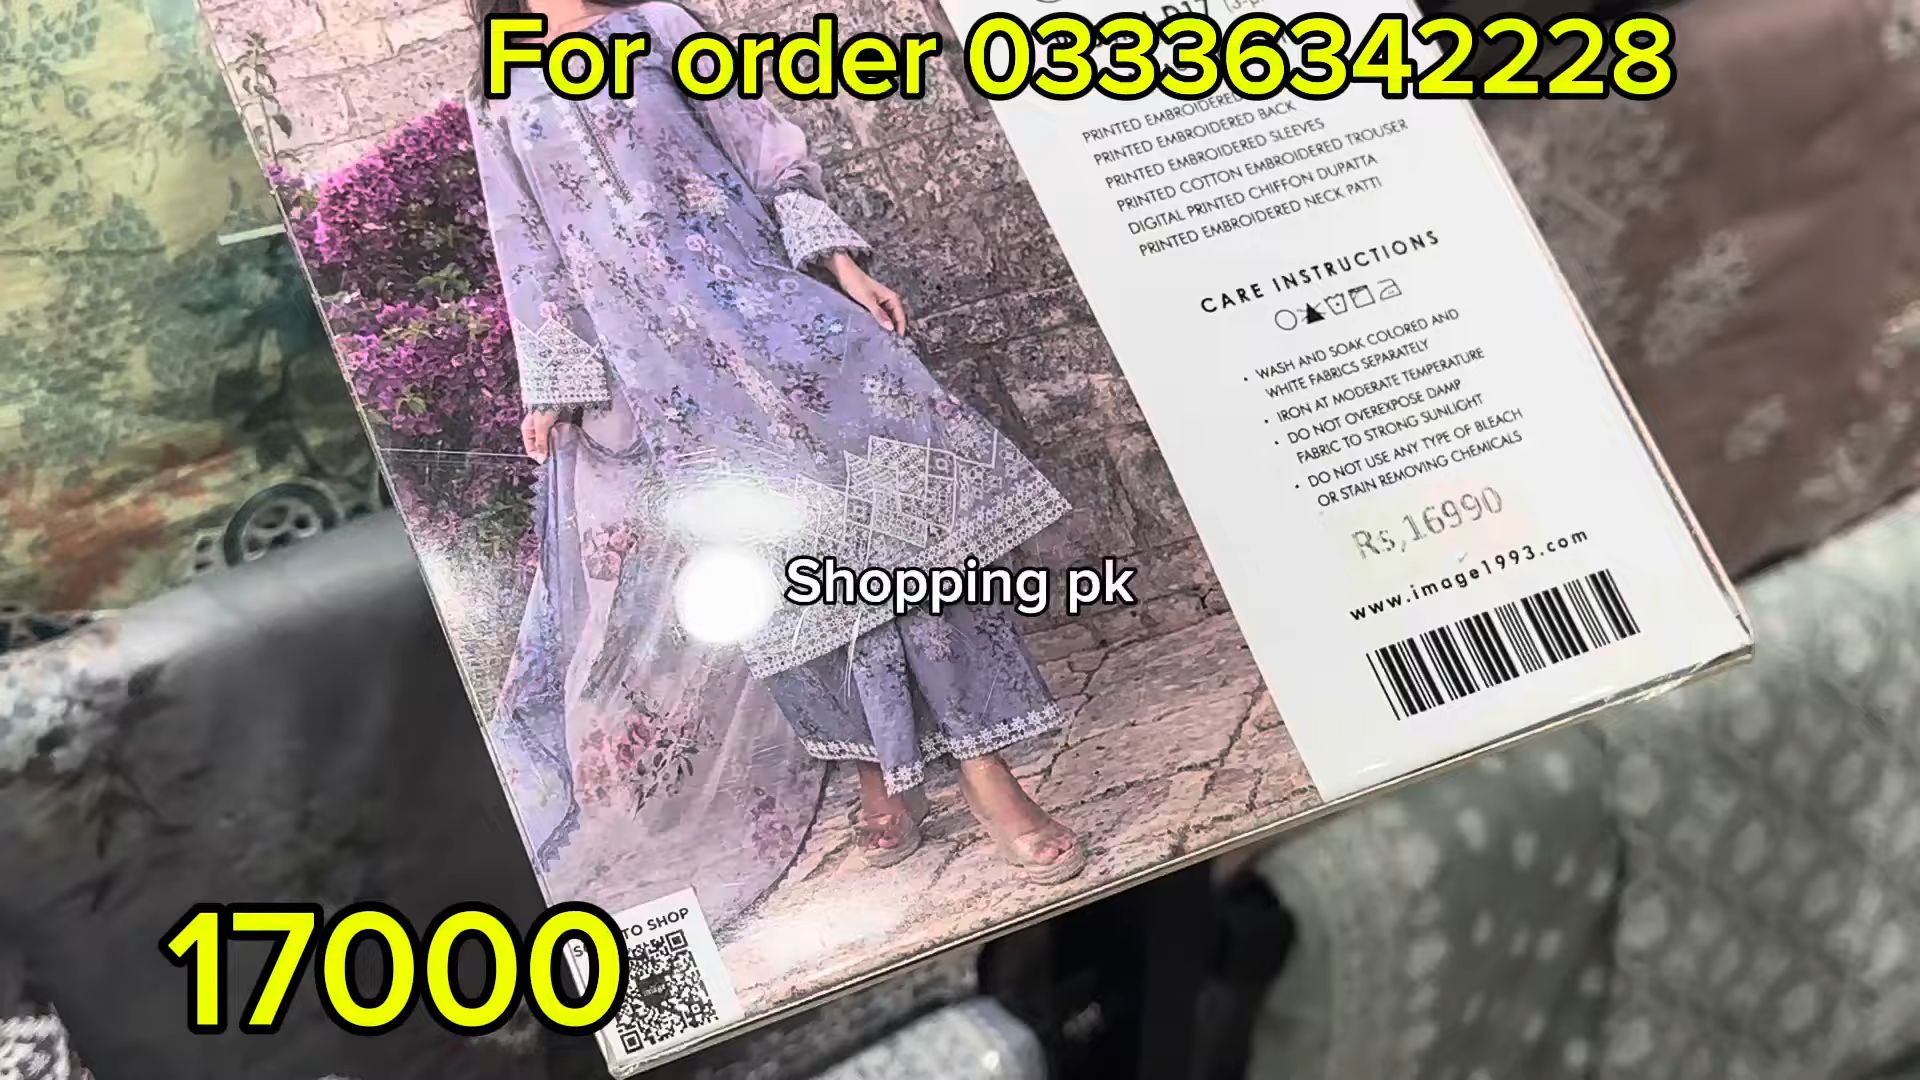 For order 03336342228
PRINTED EMBROIDERED
PRINTED EMBROIDERED BACK
PRINTED EMBROIDERED SLEEVES
PRINTED COTTON EMBROIDERED TROUSER
DIGITAL PRINTED CHIFFON DUPATTA
PRINTED EMBROIDERED NECK PATTI
CARE INSTRUCTIONS
• WASH AND SOAK COLORED AND
WHITE FABRICS SEPARATELY
• IRON AT MODERATE TEMPERATURE
• DO NOT OVEREXPOSE DAMP
FABRIC TO STRONG SUNLIGHT
• DO NOT USE ANY TYPE OF BLEACH
OR STAIN REMOVING CHEMICALS
Rs,16990
www.image1993.com
Shopping pk
TO SHOP
17000